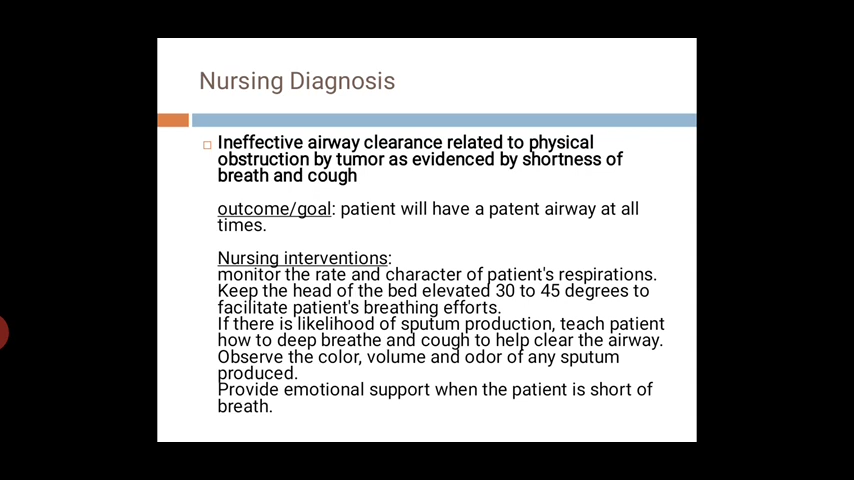 Nursing Diagnosis
Ineffective airway clearance related to physical
obstruction by tumor as evidenced by shortness of
breath and cough
outcome/goal: patient will have a patent airway at all
times.
Nursing interventions:
monitor the rate and character of patient's respirations.
Keep the head of the bed elevated 30 to 45 degrees to
facilitate patient's breathing efforts.
If there is likelihood of sputum production, teach patient
how to deep breathe and cough to help clear the airway.
Observe the color, volume and odor of any sputum
produced.
Provide emotional support when the patient is short of
breath.